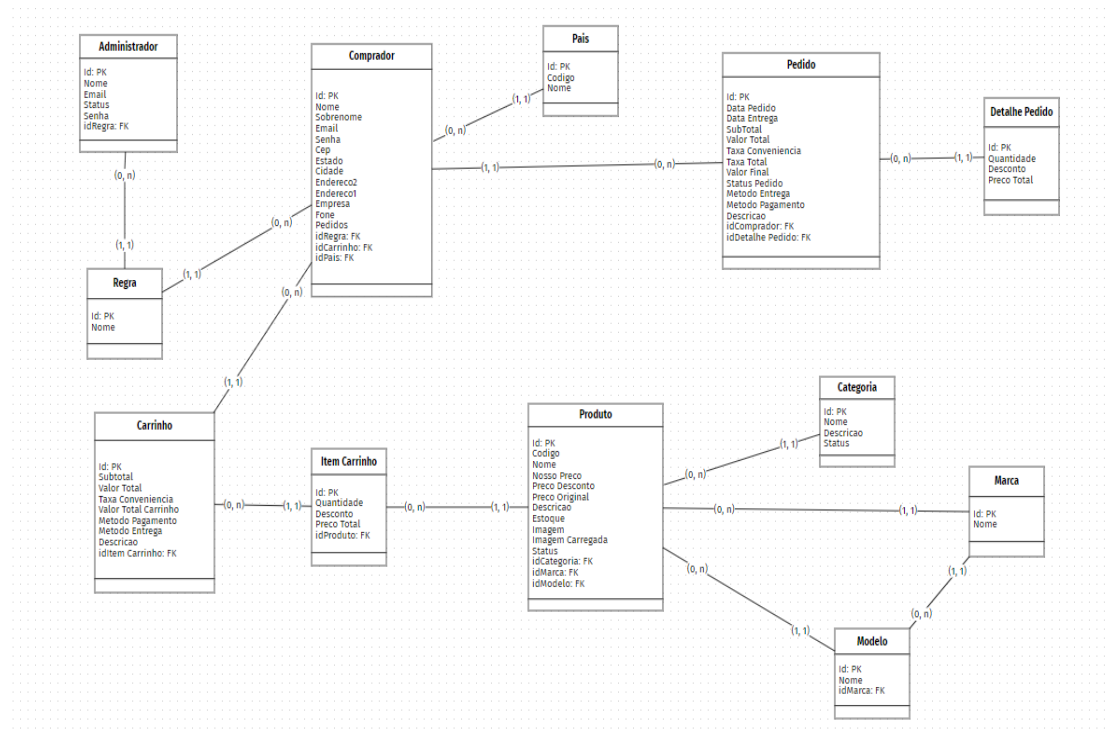 Administrador
Id: PK
Nome
Email
Status
Senha
idRegra: FK
(0, n)
(1, 1)
Regra
Id: PK
Nome
(1, 1)
(0, n)
Comprador
Id: PK
Nome
Sobrenome
Email
Senha
Cep
Estado
Cidade
Endereco2
Endereco1
Empresa
Fone
Pedidos
idRegra: FK
idCarrinho: FK
idPais: FK
(0, n)
(1, 1)
Pais
Id: PK
Codigo
Nome
(1, 1)
(0, n)
Pedido
Id: PK
Data Pedido
Data Entrega
SubTotal
Valor Total
Taxa Conveniencia
Taxa Total
Valor Final
Status Pedido
Metodo Entrega
Metodo Pagamento
Descricao
idComprador: FK
idDetalhe Pedido: FK
(0, n)
(1, 1)
Detalhe Pedido
Id: PK
Quantidade
Desconto
Preco Total
(0, n)
(1, 1)
Carrinho
Id: PK
Subtotal
Valor Total
Taxa Conveniencia
Valor Total Carrinho
Metodo Pagamento
Metodo Entrega
Descricao
idItem Carrinho: FK
(0, n)
(1, 1)
Item Carrinho
Id: PK
Quantidade
Desconto
Preco Total
idProduto: FK
(0, n)
(1, 1)
Produto
Id: PK
Codigo
Nome
Nosso Preco
Preco Desconto
Preco Original
Descricao
Estoque
Imagem
Imagem Carregada
Status
idCategoria: FK
idMarca: FK
idModelo: FK
(0, n)
(1, 1)
Categoria
Id: PK
Nome
Descricao
Status
(0, n)
(1, 1)
Marca
Id: PK
Nome
(1, 1)
(0, n)
(0, n)
(1, 1)
Modelo
Id: PK
Nome
idMarca: FK